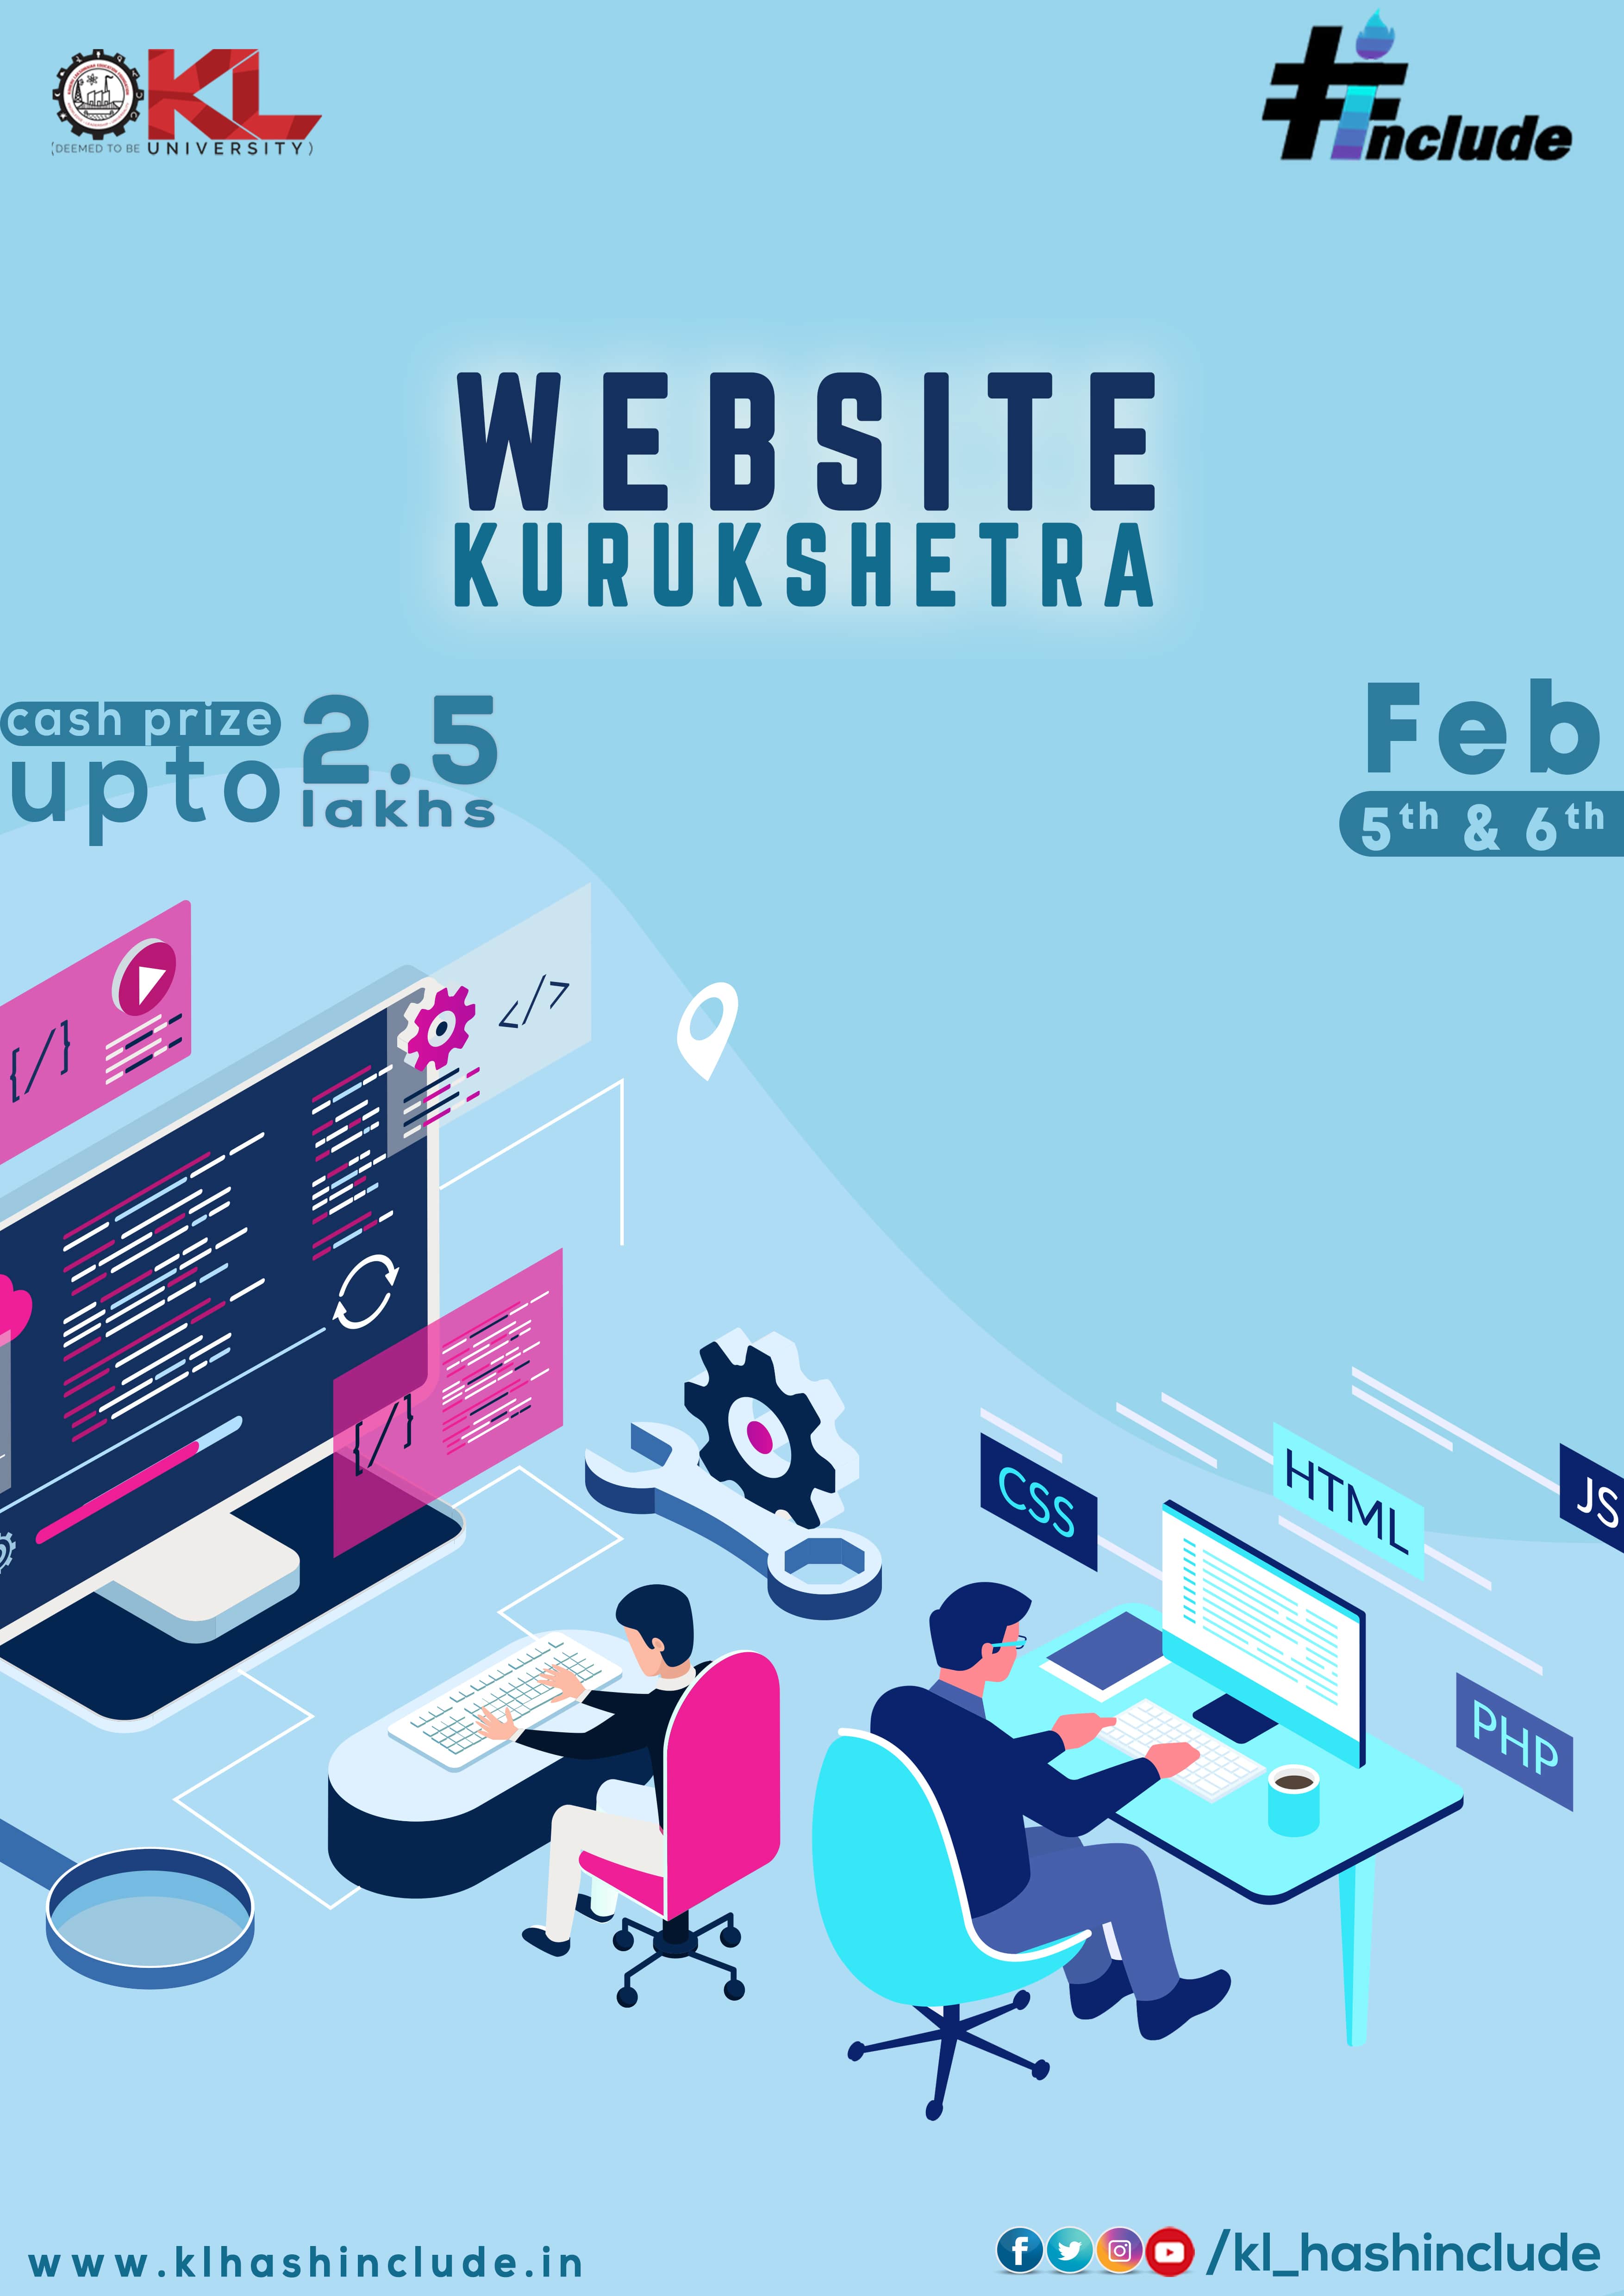 KL
(DEEMED TO BE UNIVERSITY)
#include
WEBSITE
KURUKSHETRA
cash prize
upto 2.5
lakhs
Feb
5th & 6th
{/}
</>
{/}
CSS
HTML
JS
PHP
www.klhashinclude.in
/kl_hashinclude